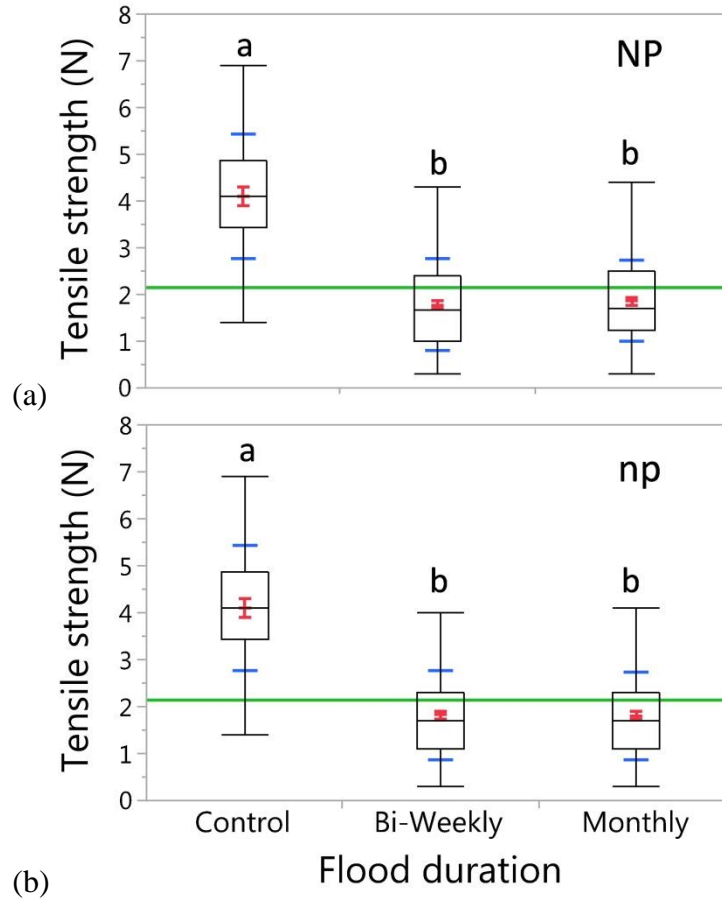 8
7
6
5
4
3
2
1
0
Tensile strength (N)
a
b
b
NP
(a)
8
7
6
5
4
3
2
1
0
Tensile strength (N)
a
b
b
np
Control Bi-Weekly Monthly
Flood duration
(b)